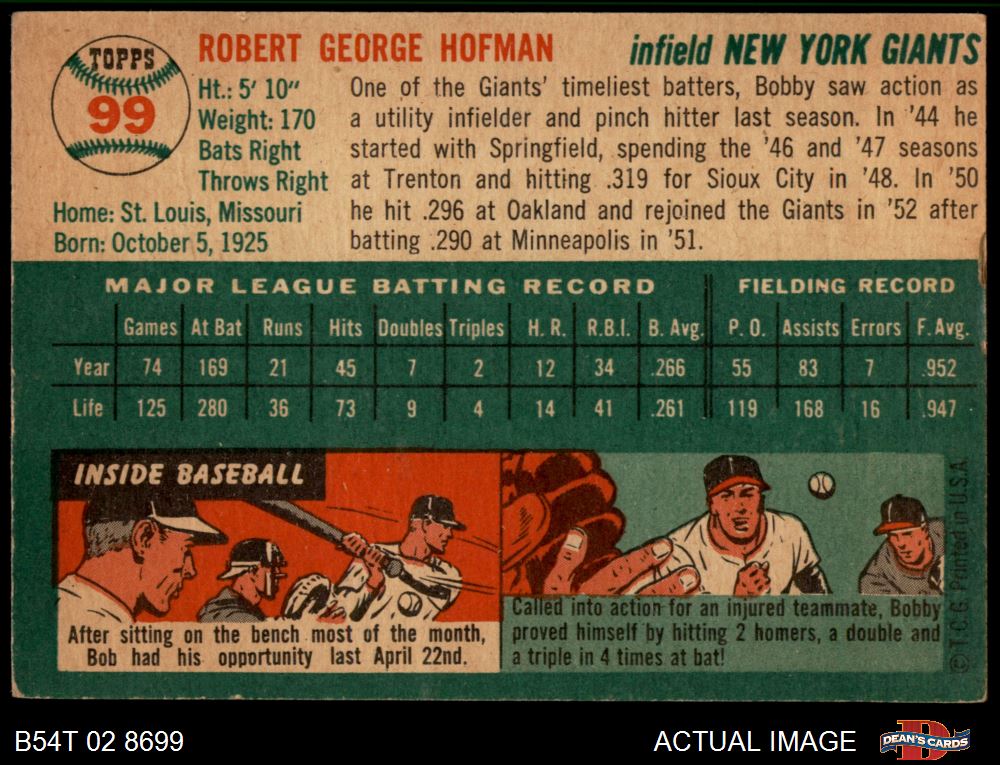 TOPPS
99
ROBERT GEORGE HOFMAN
infield NEW YORK GIANTS
Ht.: 5' 10"
Weight: 170
Bats Right
Throws Right
Home: St. Louis, Missouri
Born: October 5, 1925
One of the Giants' timeliest batters, Bobby saw action as
a utility infielder and pinch hitter last season. In '44 he
started with Springfield, spending the '46 and '47 seasons
at Trenton and hitting .319 for Sioux City in '48. In '50
he hit .296 at Oakland and rejoined the Giants in '52 after
batting .290 at Minneapolis in '51.
MAJOR LEAGUE BATTING RECORD FIELDING RECORD
Games At Bat Runs Hits Doubles Triples H. R. R.B.I. B. Avg. P. O. Assists Errors F. Avg.
Year 74 169 21 45 7 2 12 34 .266 55 83 7 .952
Life 125 280 36 73 9 4 14 41 .261 119 168 16 .947
INSIDE BASEBALL
After sitting on the bench most of the month,
Bob had his opportunity last April 22nd.
Called into action for an injured teammate, Bobby
proved himself by hitting 2 homers, a double and
a triple in 4 times at bat!
© T.C.G. Printed in U.S.A.
B54T 02 8699
ACTUAL IMAGE
D
DEAN'S CARDS